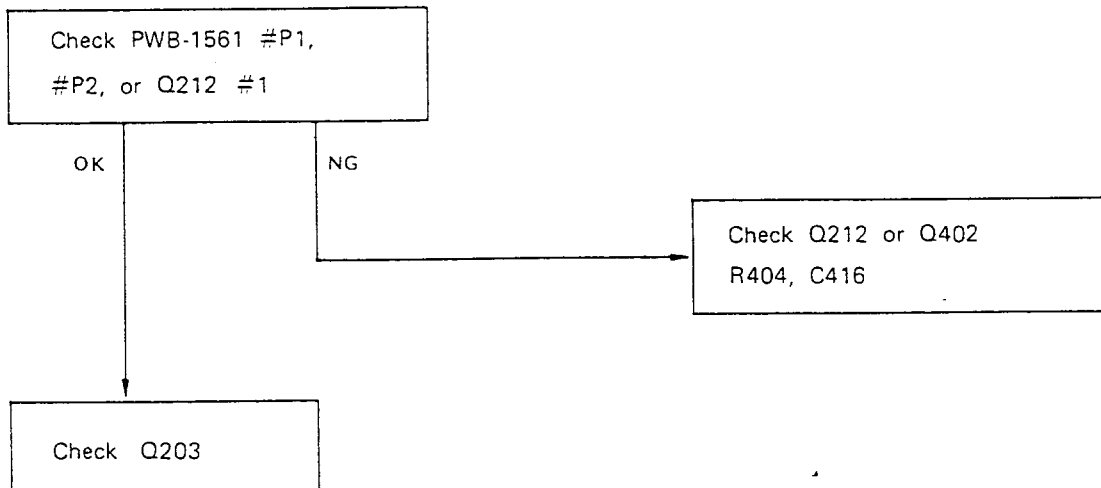 Check PWB-1561 #P1,
#P2, or Q212 #1
OK
NG
Check Q212 or Q402
R404, C416
Check Q203